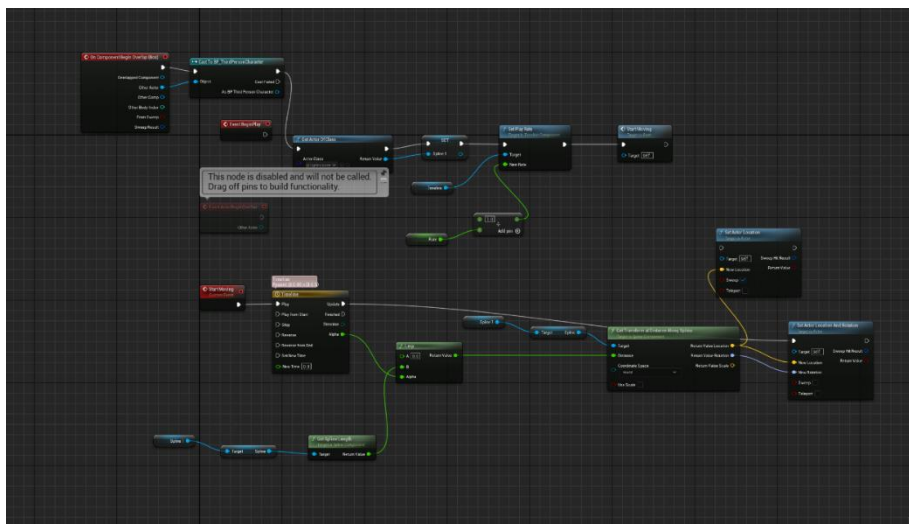 On Component Begin Overlap (Box)
Overlapped Component
Other Actor
Other Comp
Other Body Index
From Sweep
Sweep Result
Cast To BP_ThirdPersonCharacter
Object
Cast Failed
As BP Third Person Character
Event BeginPlay
Get Actor Of Class
Actor Class
Return Value
SET
Spline 1
Set Play Rate
Target
New Rate
Start Moving
Target self
Timeline
This node is disabled and will not be called.
Drag off pins to build functionality.
Other Actor
Add pin
Set Actor Location
Target self
New Location
Sweep
Teleport
Sweep Hit Result
Return Value
Start Moving
Timeline
Play
Play from Start
Stop
Reverse
Reverse from End
Set New Time
New Time 0.0
Update
Finished
Direction
Alpha
Lerp
A 0.0
B
Alpha
Return Value
Spline 1
Target Spline
Get Transform at Distance Along Spline
Target
Distance
Coordinate Space
Use Scale
Return Value Location
Return Value Rotation
Return Value Scale
Set Actor Location And Rotation
Target self
New Location
New Rotation
Sweep
Teleport
Sweep Hit Result
Return Value
Spline
Target Spline
Get Spline Length
Target
Return Value